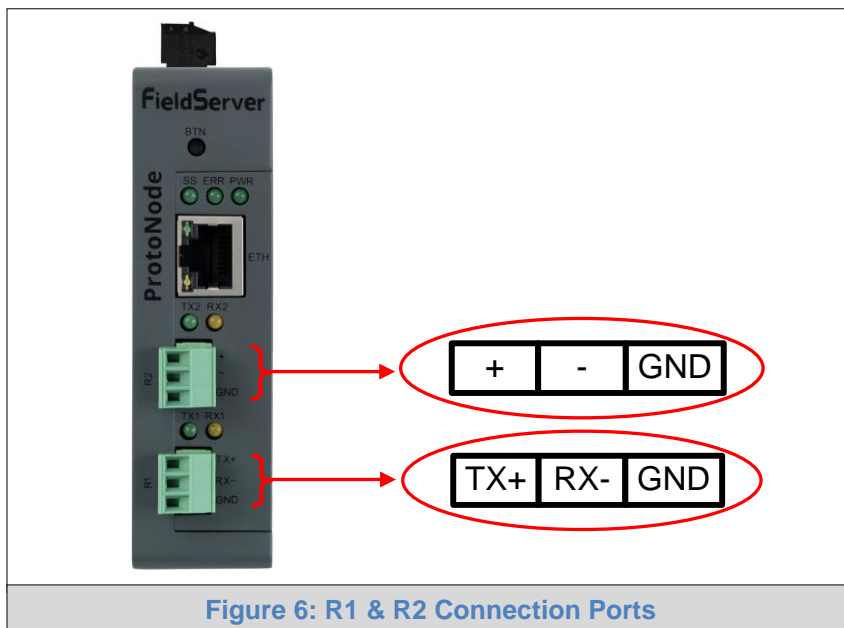 FieldServer
BTN
ProtoNode
SS ERR PWR
ETH
TX2 RX2
R2
+
-
GND
+ - GND
TX1 RX1
R1
TX+
RX-
GND
TX+ RX- GND
Figure 6: R1 & R2 Connection Ports